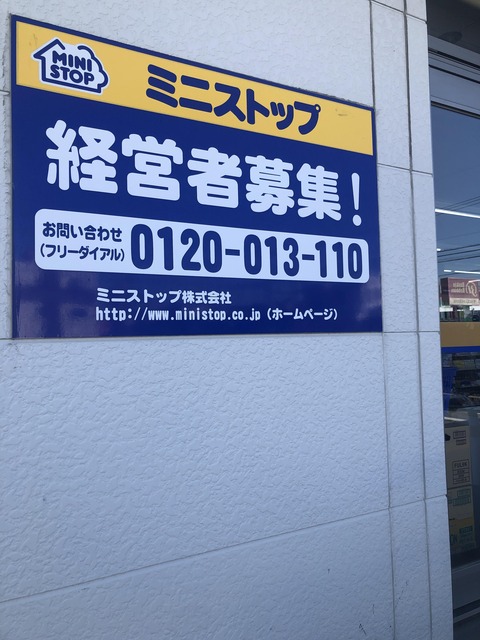 MINI
STOP
ミニストップ
経営者募集!
お問い合わせ
(フリーダイアル)
0120-013-110
ミニストップ株式会社
http://www.ministop.co.jp (ホームページ)